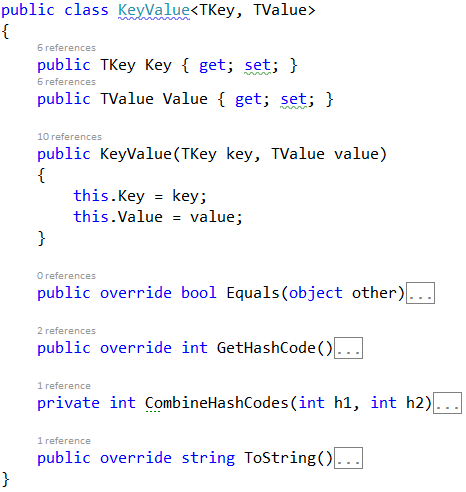 public class KeyValue<TKey, TValue>
{
6 references
public TKey Key { get; set; }
6 references
public TValue Value { get; set; }
10 references
public KeyValue(TKey key, TValue value)
{
this.Key = key;
this.Value = value;
}
0 references
public override bool Equals(object other)...
2 references
public override int GetHashCode()...
1 reference
private int CombineHashCodes(int h1, int h2)...
1 reference
public override string ToString()...
}